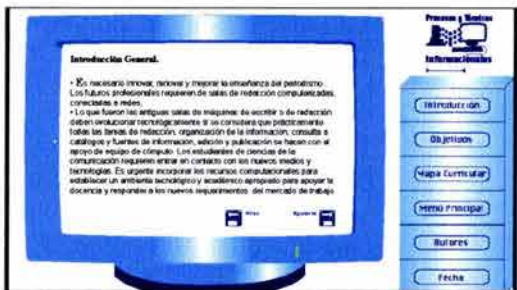 Procesos y Técnicas
Informacionales
Introducción General.
• Es necesario innovar, renovar y mejorar la enseñanza del periodismo.
Los futuros profesionales requieren de salas de redacción computarizadas,
conectadas a redes.
• Lo que fueron las antiguas salas de máquinas de escribir o de redacción
deben evolucionar tecnológicamente si se considera que prácticamente
todas las tareas de redacción, organización de la información, consulta a
catálogos y fuentes de información, edición y publicación se hacen con el
apoyo de equipo de cómputo. Los estudiantes de ciencias de la
comunicación requieren entrar en contacto con los nuevos medios y
tecnologías. Es urgente incorporar los recursos computacionales para
establecer un ambiente tecnológico y académico apropiado para apoyar la
docencia y responder a los nuevos requerimientos del mercado de trabajo
Introducción
Objetivos
Mapa Curricular
Menú Principal
Autores
Fecha